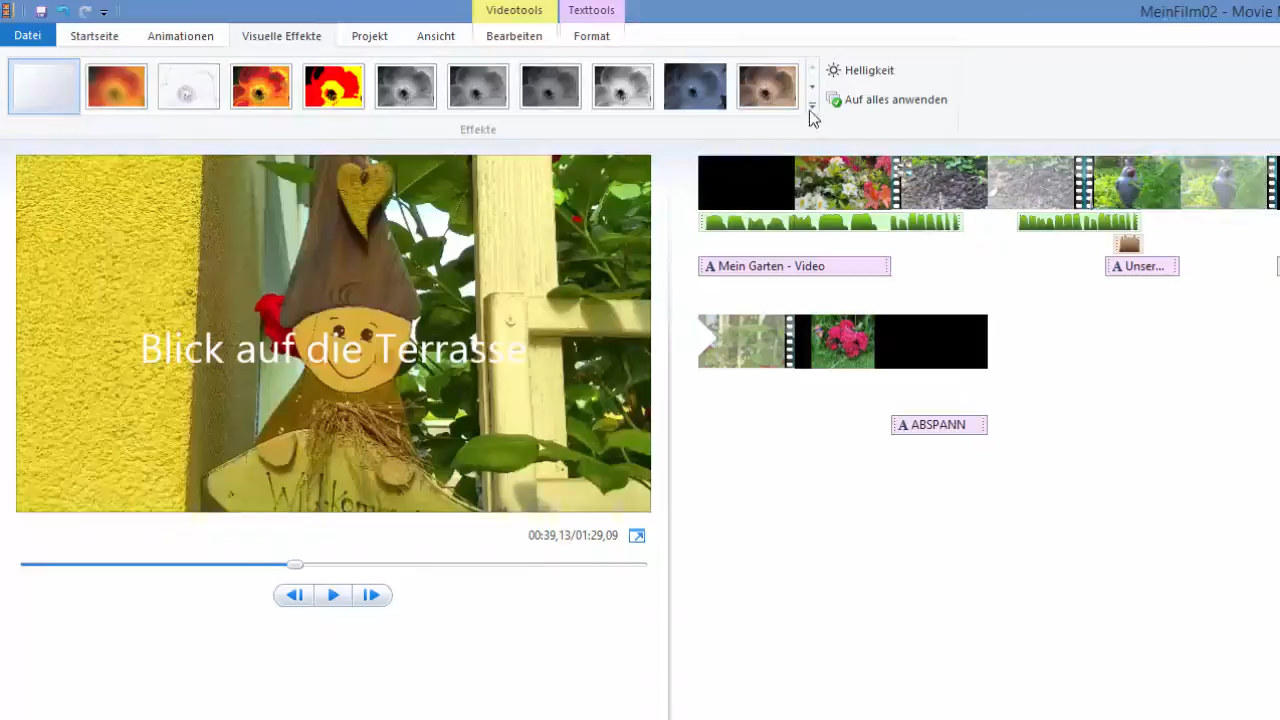 Videotools
Texttools
MeinFilm02 - Movie
Datei
Startseite
Animationen
Visuelle Effekte
Projekt
Ansicht
Bearbeiten
Format
Helligkeit
Auf alles anwenden
Effekte
Blick auf die Terrasse
A Mein Garten - Video
A Unser...
A ABSPANN
00:39,13/01:29,09